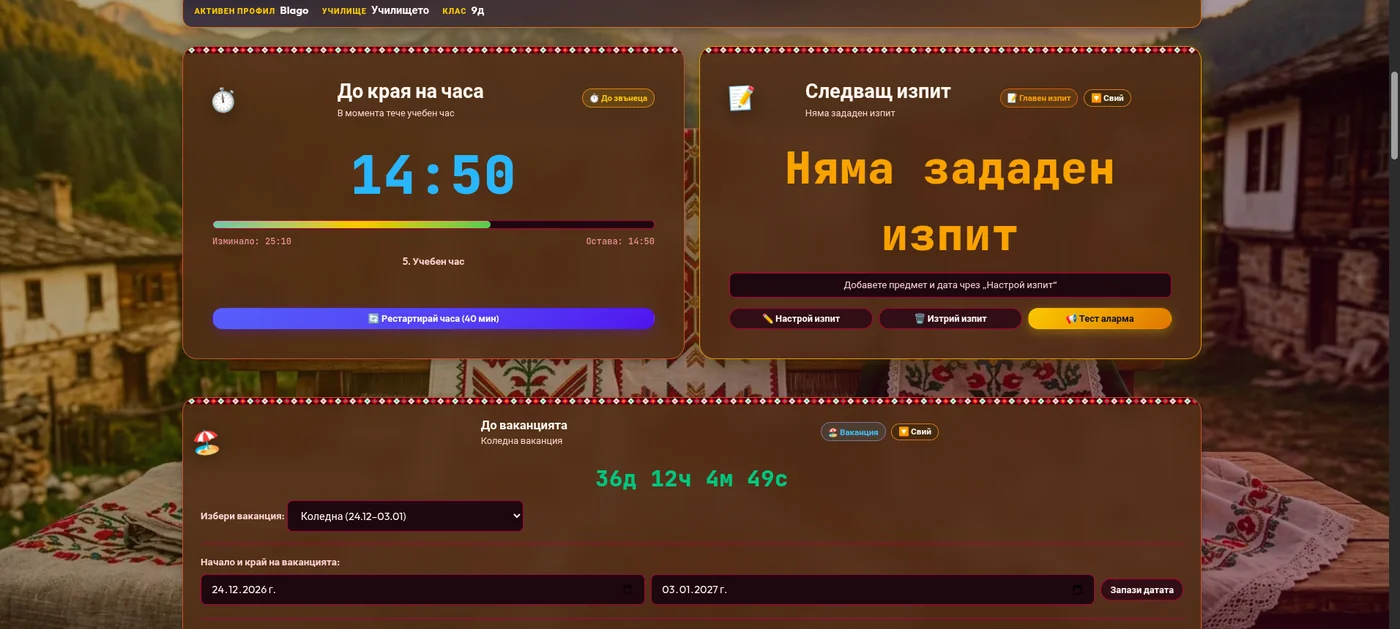 АКТИВЕН ПРОФИЛ Blago УЧИЛИЩЕ Училището КЛАС 9д
До края на часа
В момента тече учебен час
До звънеца
14:50
Изминало: 25:10 Остава: 14:50
5. Учебен час
Рестартирай часа (40 мин)
Следващ изпит
Няма зададен изпит
Главен изпит Свий
Няма зададен
изпит
Добавете предмет и дата чрез „Настрой изпит“
Настрой изпит Изтрий изпит Тест аларма
До ваканцията
Коледна ваканция
Ваканция Свий
36д 12ч 4м 49с
Избери ваканция: Коледна (24.12–03.01)
Начало и край на ваканцията:
24.12.2026 г. 03.01.2027 г. Запази датата